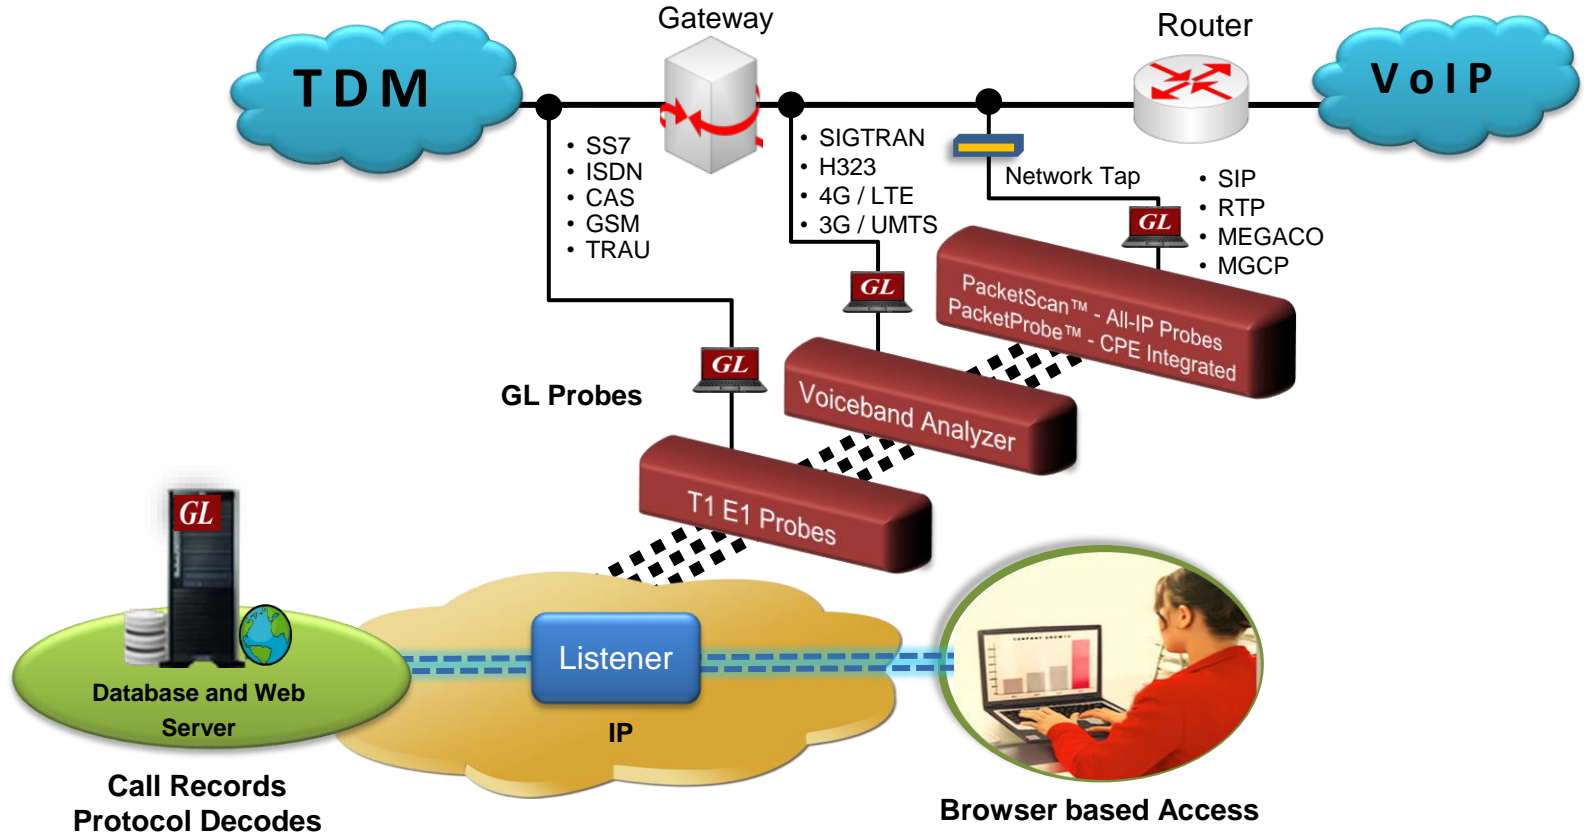 Gateway
Router
TDM
VoIP
• SS7
• ISDN
• CAS
• GSM
• TRAU
• SIGTRAN
• H323
• 4G / LTE
• 3G / UMTS
Network Tap
• SIP
• RTP
• MEGACO
• MGCP
GL
GL
GL
PacketScan™ - All-IP Probes
PacketProbe™ - CPE Integrated
Voiceband Analyzer
GL Probes
T1 E1 Probes
GL
Listener
IP
Database and Web
Server
Call Records
Protocol Decodes
COMPANY GROWTH
Browser based Access